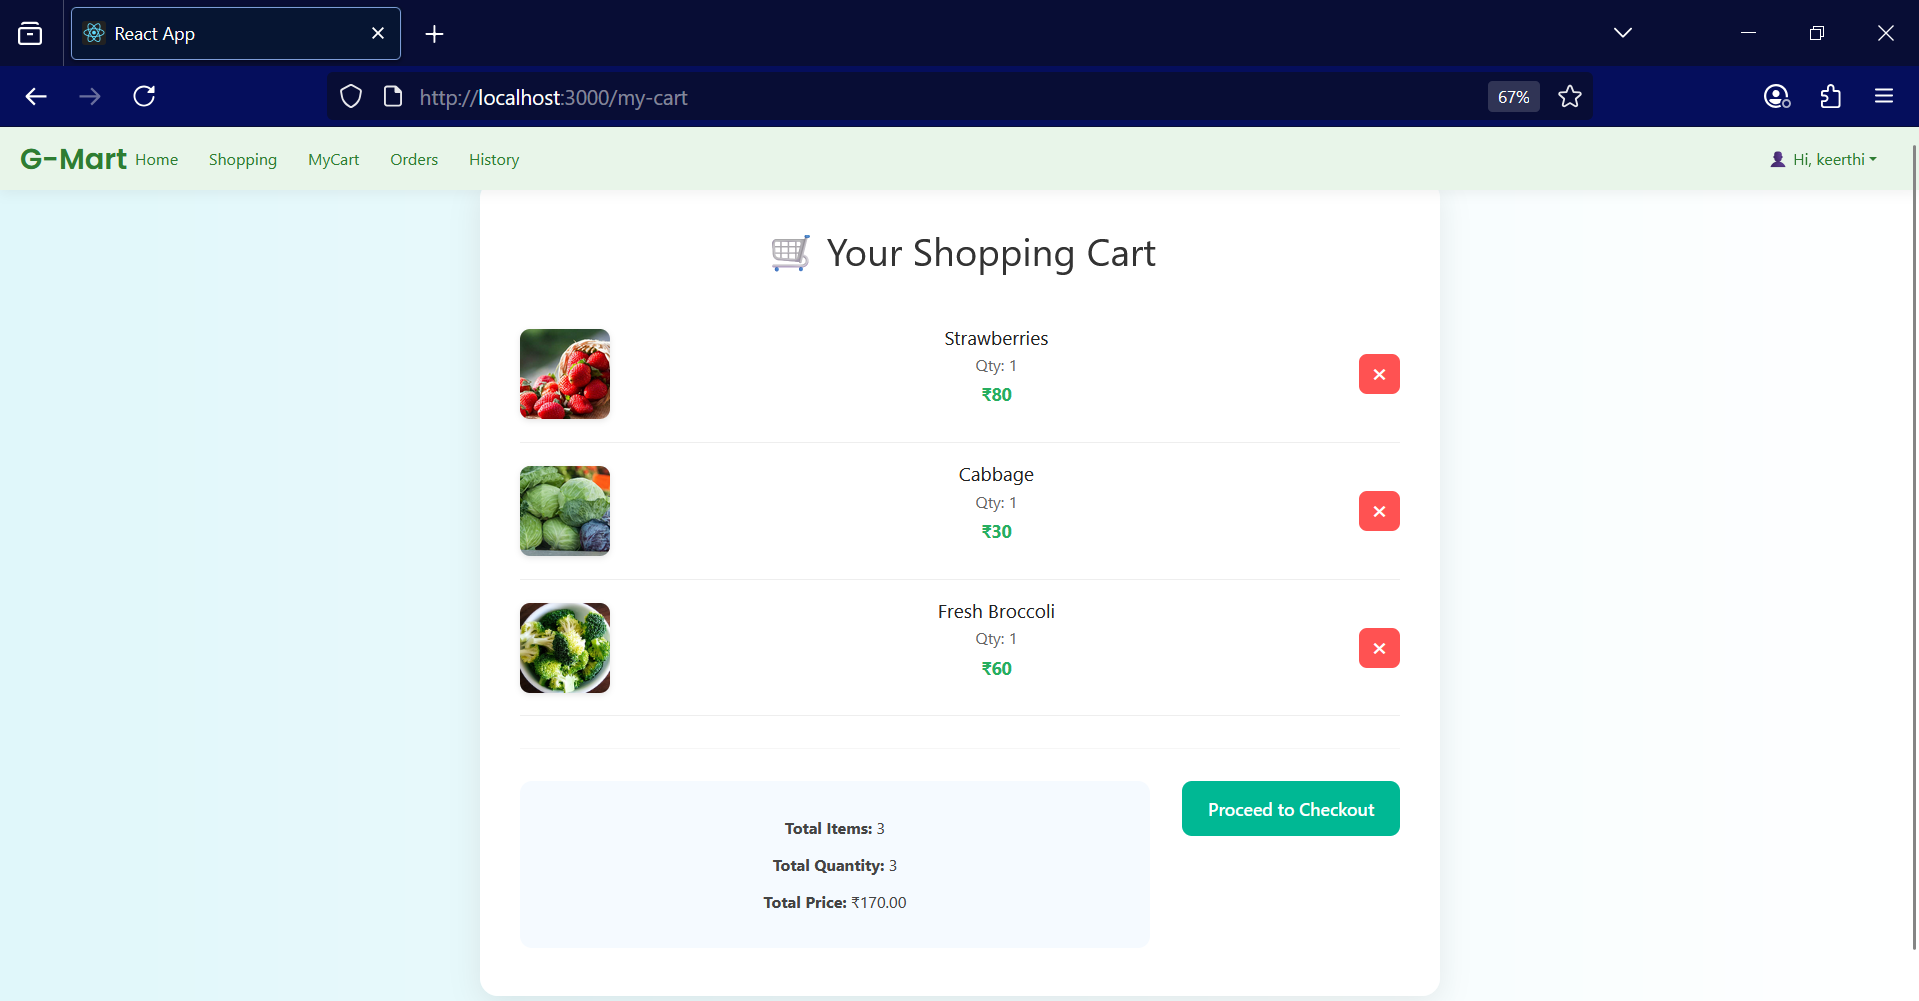 React App
http://localhost:3000/my-cart
67%
G-Mart Home Shopping MyCart Orders History
Hi, keerthi
Your Shopping Cart
Strawberries
Qty: 1
₹80
Cabbage
Qty: 1
₹30
Fresh Broccoli
Qty: 1
₹60
Total Items: 3
Total Quantity: 3
Total Price: ₹170.00
Proceed to Checkout